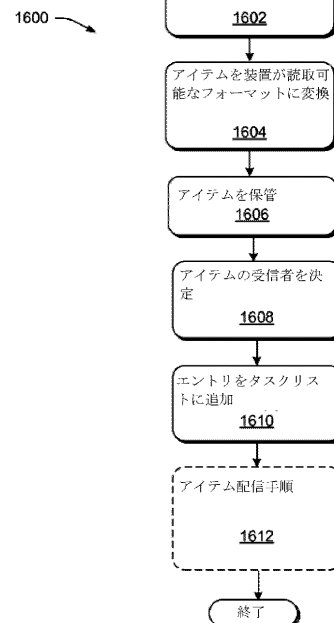 1600
1602
アイテムを装置が読取可
能なフォーマットに変換
1604
アイテムを保管
1606
アイテムの受信者を決
定
1608
エントリをタスクリス
トに追加
1610
アイテム配信手順
1612
終了